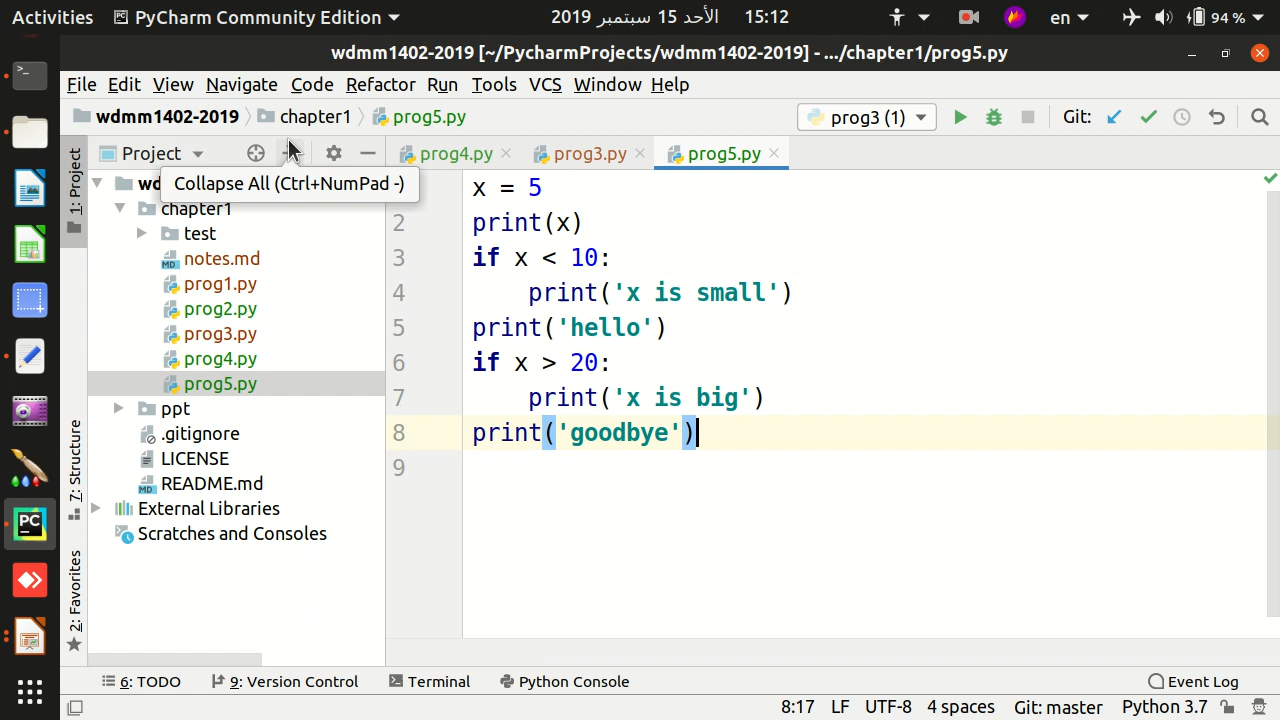 Activities PyCharm Community Edition الأحد 15 سبتمبر 2019 15:12 en 94 %
wdmm1402-2019 [~/PycharmProjects/wdmm1402-2019] - .../chapter1/prog5.py
File Edit View Navigate Code Refactor Run Tools VCS Window Help
wdmm1402-2019 chapter1 prog5.py prog3 (1) Git:
1: Project
Project
prog4.py prog3.py prog5.py
Collapse All (Ctrl+NumPad -)
chapter1
test
notes.md
prog1.py
prog2.py
prog3.py
prog4.py
prog5.py
ppt
.gitignore
LICENSE
README.md
External Libraries
Scratches and Consoles
x = 5
2 print(x)
3 if x < 10:
4 print('x is small')
5 print('hello')
6 if x > 20:
7 print('x is big')
8 print('goodbye')
9
7: Structure
2: Favorites
PC
6: TODO 9: Version Control Terminal Python Console Event Log
8:17 LF UTF-8 4 spaces Git: master Python 3.7